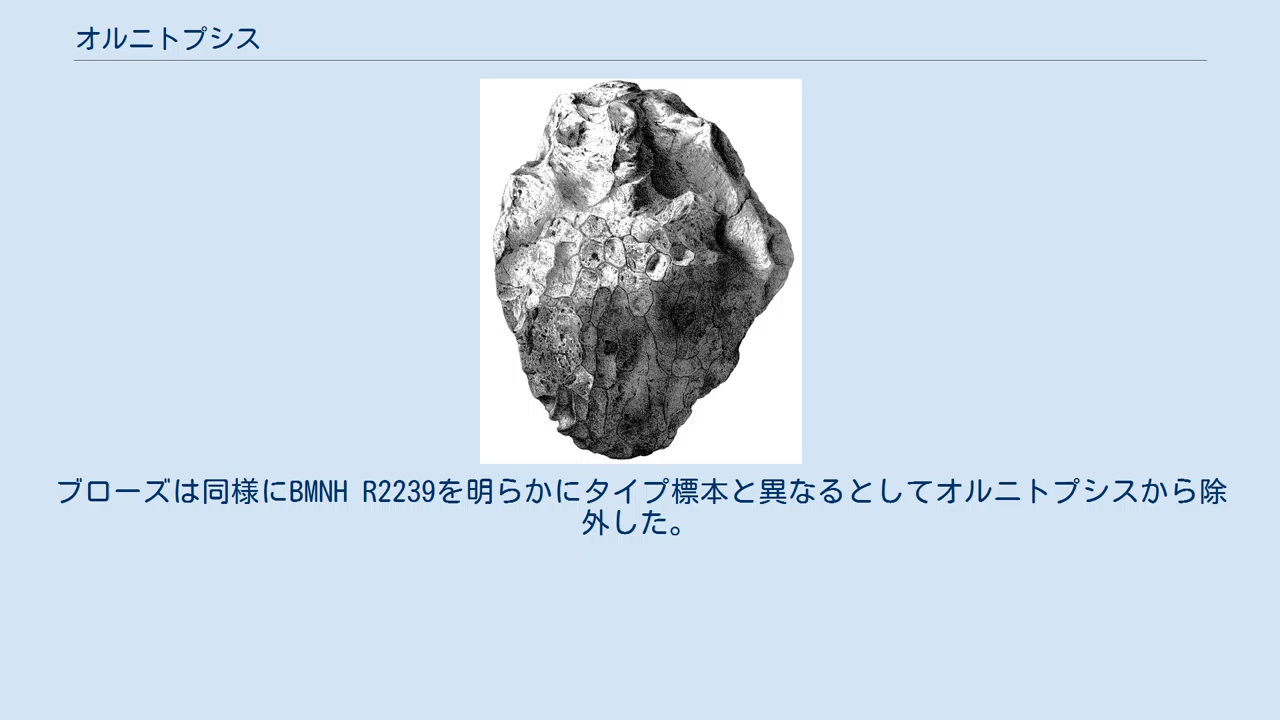 オルニトプシス
ブローズは同様にBMNH R2239を明らかにタイプ標本と異なるとしてオルニトプシスから除
外した。